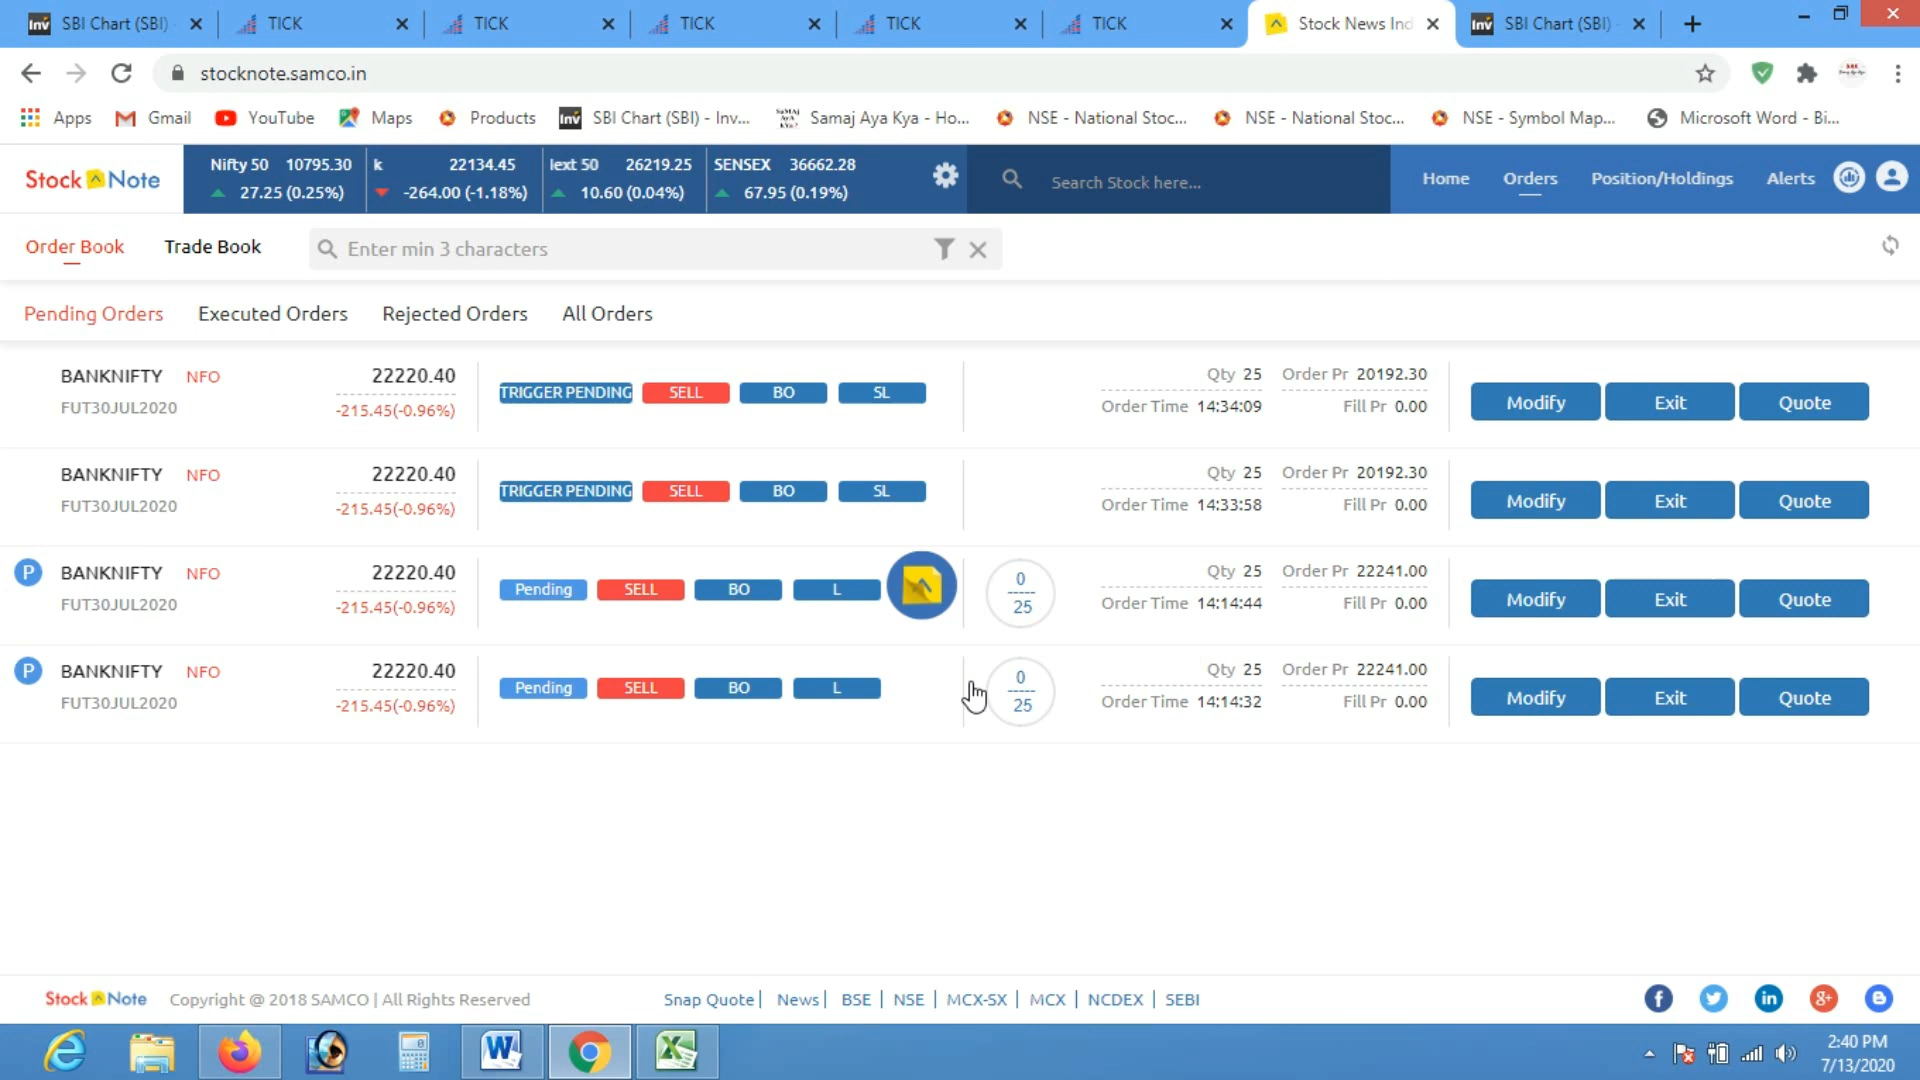 SBI Chart (SBI) TICK TICK TICK TICK TICK Stock News Ind SBI Chart (SBI)
stocknote.samco.in
Apps Gmail YouTube Maps Products SBI Chart (SBI) - Inv... Samaj Aya Kya - Ho... NSE - National Stoc... NSE - National Stoc... NSE - Symbol Map... Microsoft Word - Bi...
Stock Note
Nifty 50 10795.30 k 22134.45 lext 50 26219.25 SENSEX 36662.28
27.25 (0.25%) -264.00 (-1.18%) 10.60 (0.04%) 67.95 (0.19%)
Search Stock here...
Home Orders Position/Holdings Alerts
Order Book Trade Book Enter min 3 characters
Pending Orders Executed Orders Rejected Orders All Orders
BANKNIFTY NFO 22220.40 TRIGGER PENDING SELL BO SL Qty 25 Order Pr 20192.30 Modify Exit Quote
FUT30JUL2020 -215.45(-0.96%) Order Time 14:34:09 Fill Pr 0.00
BANKNIFTY NFO 22220.40 TRIGGER PENDING SELL BO SL Qty 25 Order Pr 20192.30 Modify Exit Quote
FUT30JUL2020 -215.45(-0.96%) Order Time 14:33:58 Fill Pr 0.00
P BANKNIFTY NFO 22220.40 Pending SELL BO L 0 Qty 25 Order Pr 22241.00 Modify Exit Quote
FUT30JUL2020 -215.45(-0.96%) 25 Order Time 14:14:44 Fill Pr 0.00
P BANKNIFTY NFO 22220.40 Pending SELL BO L 0 Qty 25 Order Pr 22241.00 Modify Exit Quote
FUT30JUL2020 -215.45(-0.96%) 25 Order Time 14:14:32 Fill Pr 0.00
Stock Note Copyright @ 2018 SAMCO | All Rights Reserved Snap Quote | News | BSE | NSE | MCX-SX | MCX | NCDEX | SEBI
2:40 PM
7/13/2020